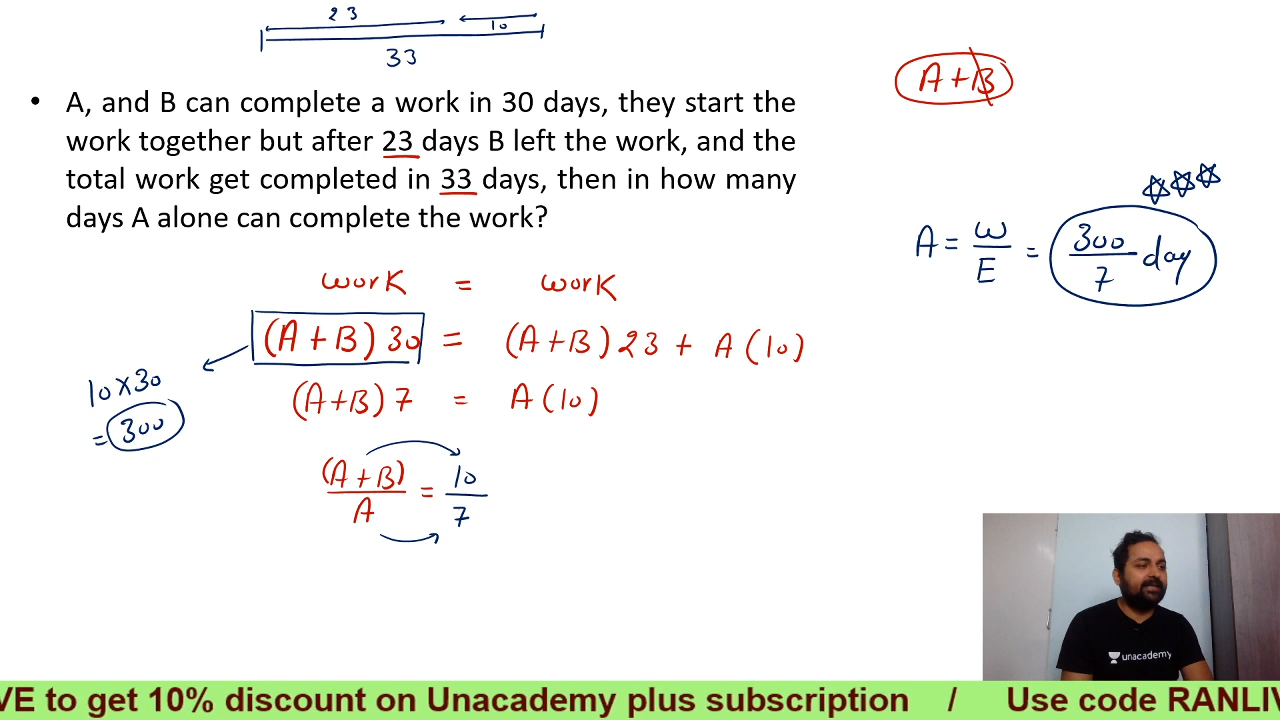 23
10
33
A + B
• A, and B can complete a work in 30 days, they start the
work together but after 23 days B left the work, and the
total work get completed in 33 days, then in how many
days A alone can complete the work?
A = W/E = 300/7 day
work = work
(A + B) 30 = (A + B) 23 + A (10)
10 x 30
= 300
(A+B) 7 = A (10)
(A + B)/A = 10/7
unacademy
VE to get 10% discount on Unacademy plus subscription / Use code RANLIV